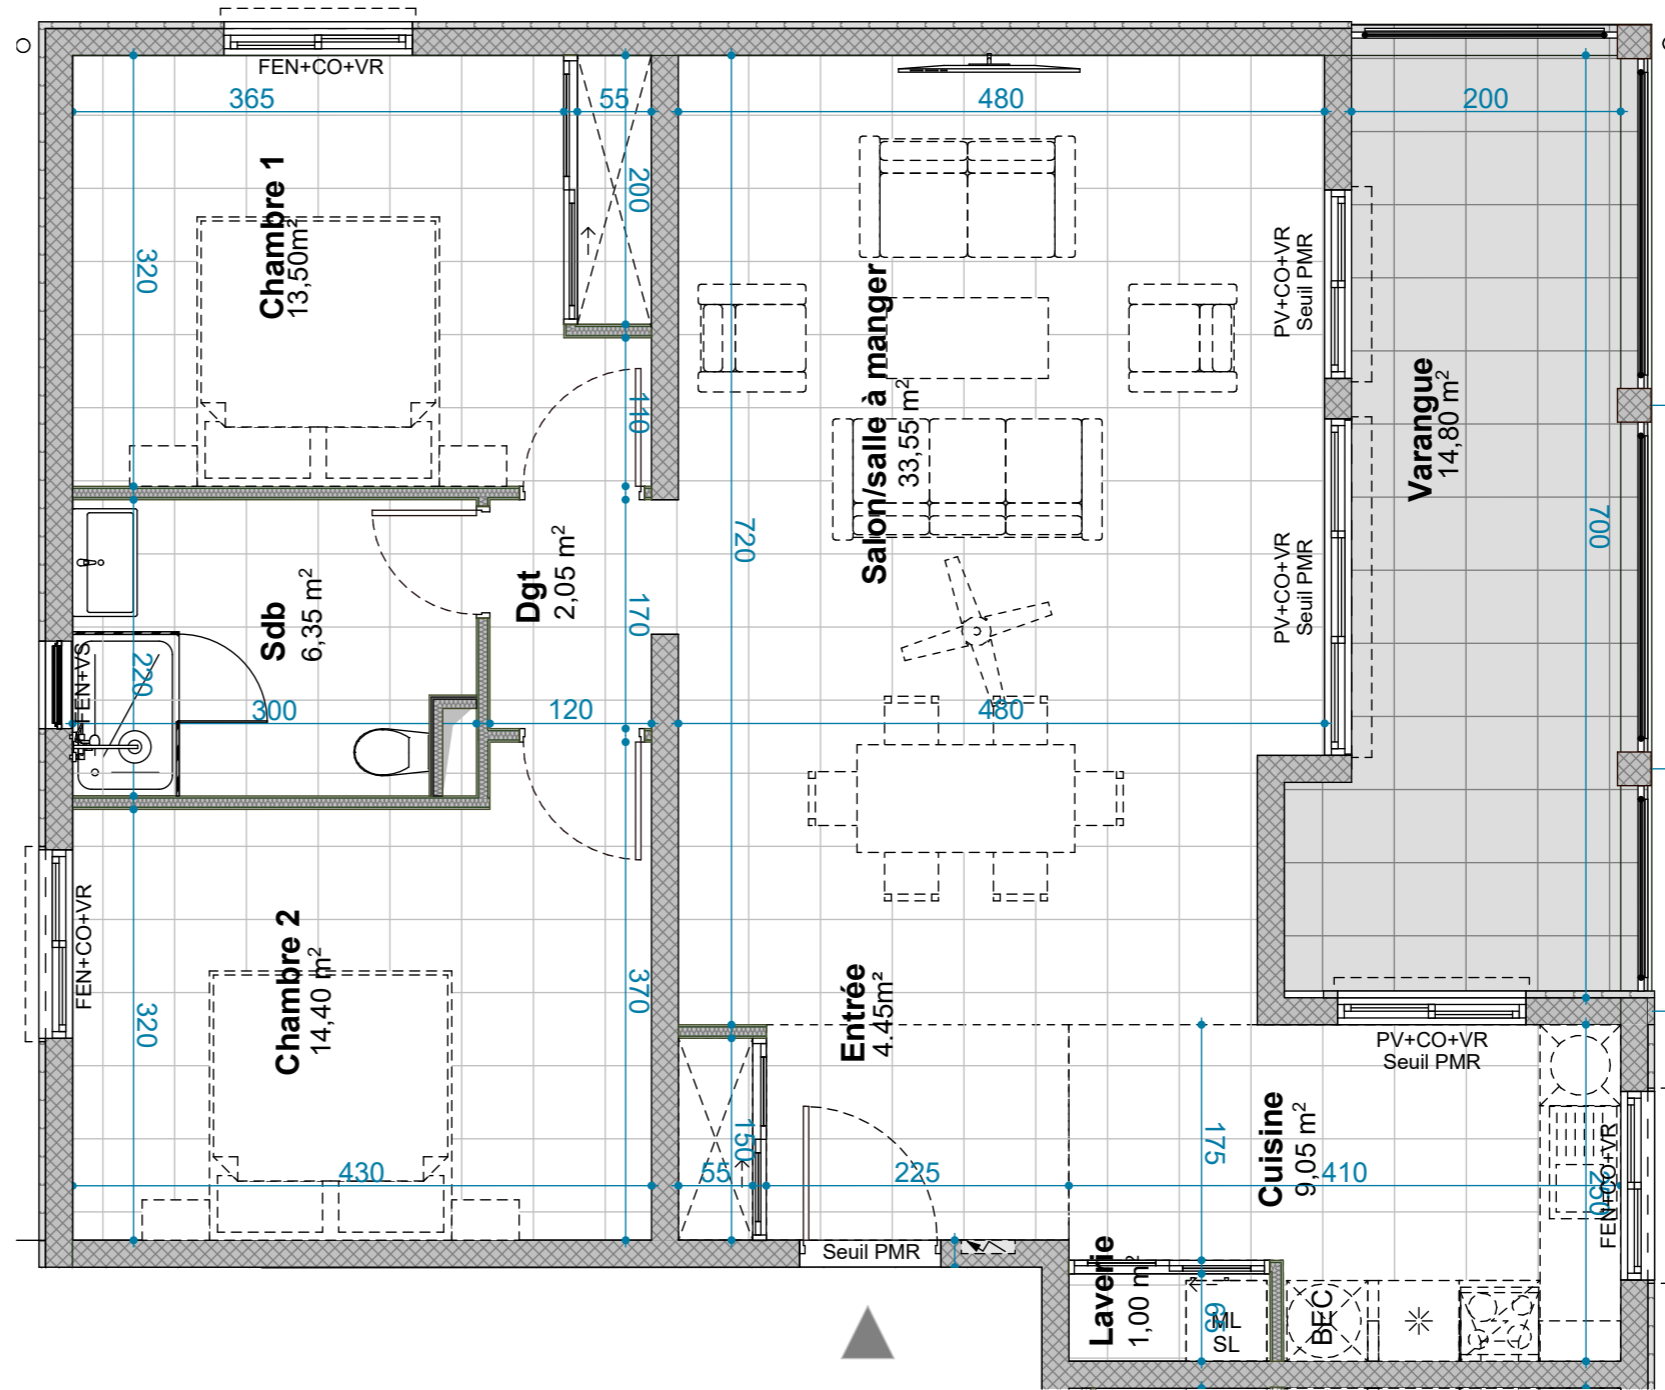 FEN+CO+VR
365
55
480
200
Chambre 1
13,50m²
320
200
110
Salon/salle à manger
33,55 m²
PV+CO+VR
Seuil PMR
Varangue
14,80 m²
700
720
PV+CO+VR
Seuil PMR
Sdb
6,35 m²
Dgt
2,05 m²
170
FEN+VS
220
300
120
480
FEN+CO+VR
Chambre 2
14,40 m²
320
370
430
Entrée
4.45m²
PV+CO+VR
Seuil PMR
150
55
225
175
Cuisine
9,05 m²
410
250
FEN+CO+VR
Seuil PMR
Laverie
1,00 m²
65
ML
SL
BEC